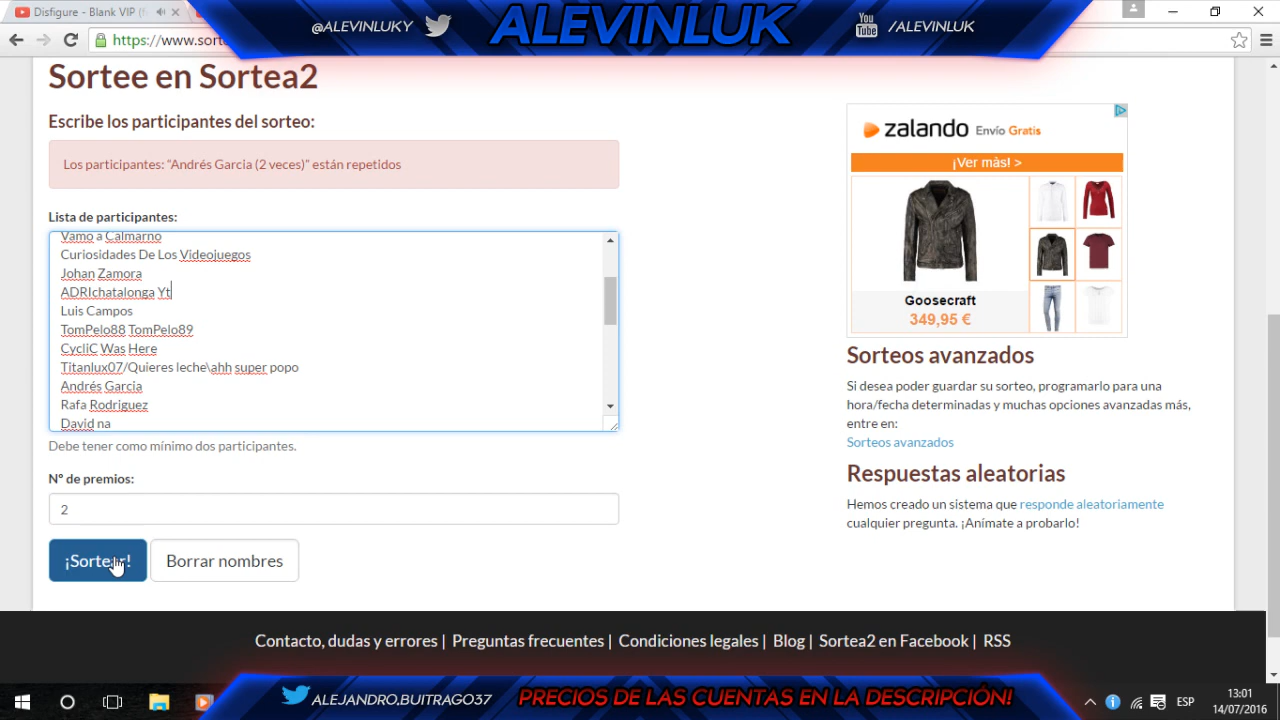 Disfigure - Blank VIP (
@ALEVINLUKY
ALEVINLUK
You Tube
/ALEVINLUK
https://www.sort
Sortee en Sortea2
Escribe los participantes del sorteo:
Los participantes: "Andrés Garcia (2 veces)" están repetidos
Lista de participantes:
Vamo a Calmarno
Curiosidades De Los Videojuegos
Johan Zamora
ADRIchatalonga Yt
Luis Campos
TomPelo88 TomPelo89
CycliC Was Here
Titanlux07/Quieres leche\ahh super popo
Andrés Garcia
Rafa Rodriguez
David na
Debe tener como mínimo dos participantes.
Nº de premios:
2
¡Sortear!
Borrar nombres
zalando Envío Gratis
¡Ver más! >
Goosecraft
349,95 €
Sorteos avanzados
Si desea poder guardar su sorteo, programarlo para una
hora/fecha determinadas y muchas opciones avanzadas más,
entre en:
Sorteos avanzados
Respuestas aleatorias
Hemos creado un sistema que responde aleatoriamente
cualquier pregunta. ¡Anímate a probarlo!
Contacto, dudas y errores | Preguntas frecuentes | Condiciones legales | Blog | Sortea2 en Facebook | RSS
ALEJANDRO.BUITRAGO37
PRECIOS DE LAS CUENTAS EN LA DESCRIPCIÓN!
ESP
13:01
14/07/2016